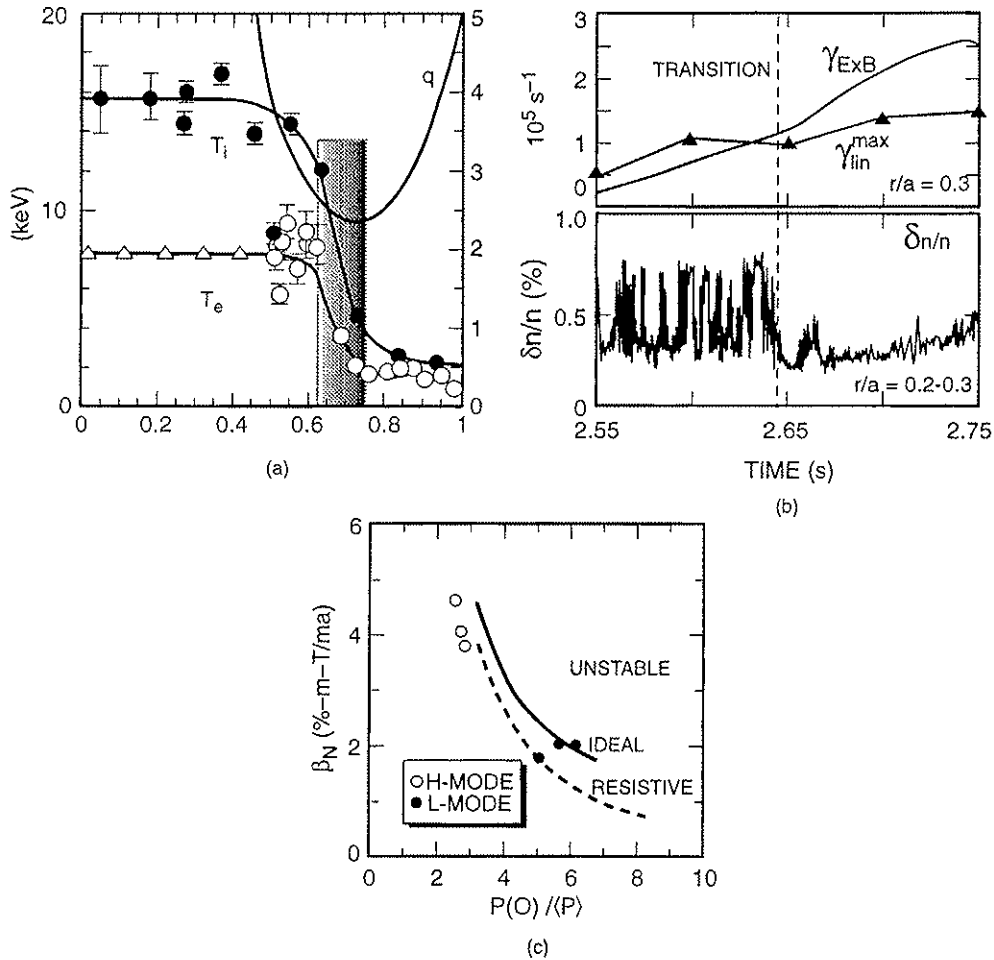 20
10
0
(keV)
5
4
3
2
1
0
q
T_i
T_e
0 0.2 0.4 0.6 0.8 1
(a)
3
2
1
0
10^5 s^-1
TRANSITION
γ_ExB
γ_lin^max
r/a = 0.3
1.0
0.5
0
δn/n (%)
δn/n
r/a = 0.2-0.3
2.55 2.65 2.75
TIME (s)
(b)
6
4
2
0
β_N (%–m–T/ma)
UNSTABLE
IDEAL
RESISTIVE
H-MODE
L-MODE
0 2 4 6 8 10
P(O) /⟨P⟩
(c)